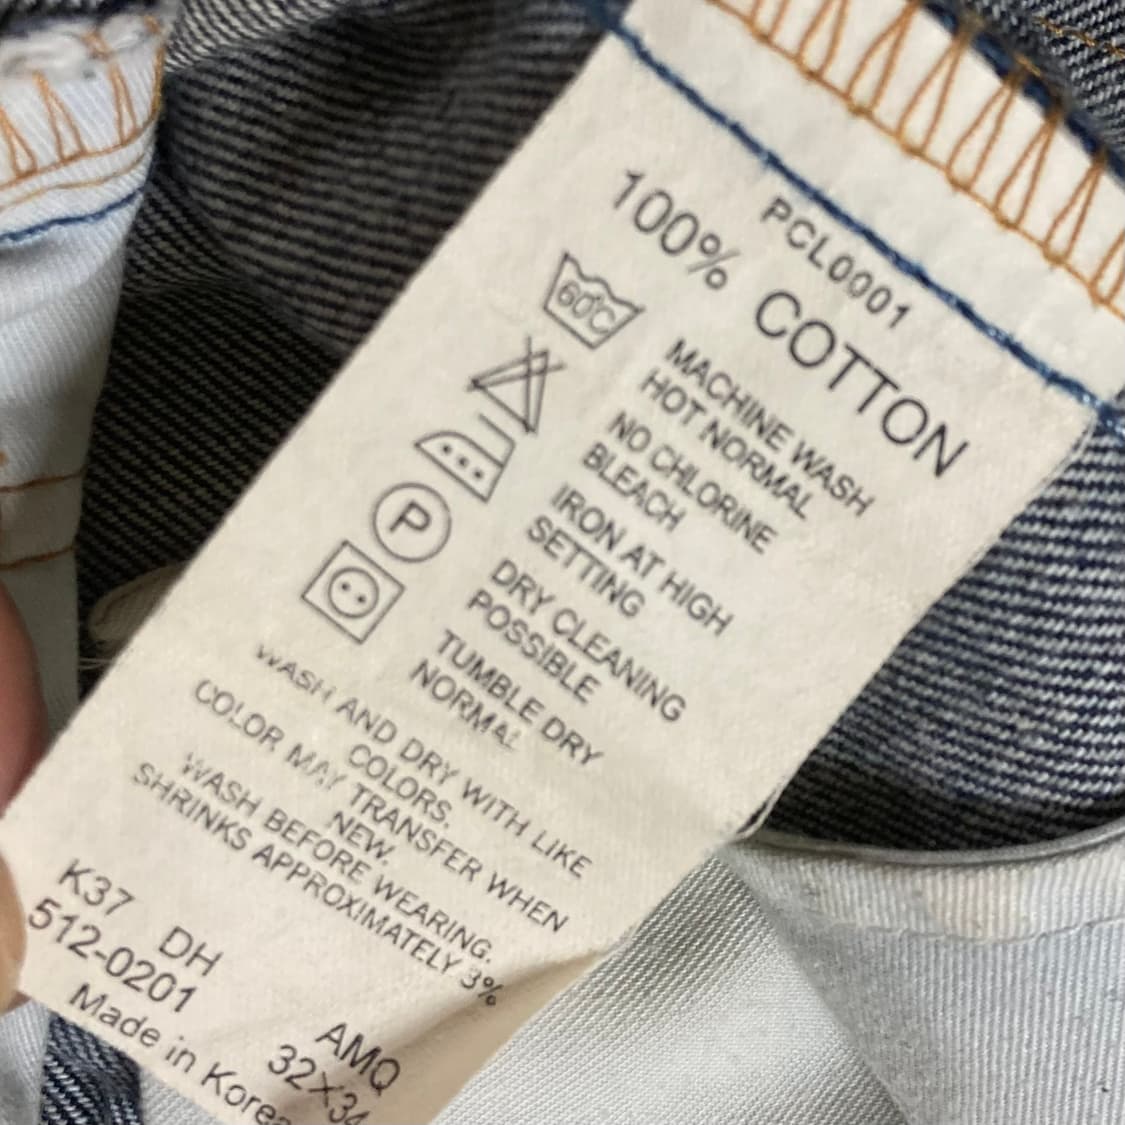 PCL0001
100% COTTON
60°C
MACHINE WASH
HOT NORMAL
NO CHLORINE
BLEACH
IRON AT HIGH
SETTING
P
DRY CLEANING
POSSIBLE
TUMBLE DRY
NORMAL
WASH AND DRY WITH LIKE
COLORS.
COLOR MAY TRANSFER WHEN
NEW.
WASH BEFORE WEARING.
SHRINKS APPROXIMATELY 3%
K37 DH AMQ
512-0201 32X34
Made in Korea